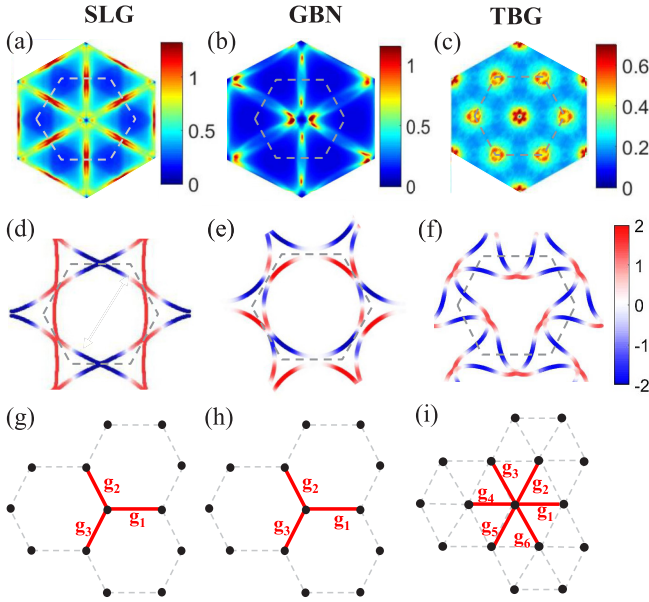 SLG GBN TBG
(a) (b) (c)
1 1 0.6
0.5 0.5 0.4
0.2
0 0 0
(d) (e) (f)
2
1
0
-1
-2
(g) (h) (i)
g2 g2 g3 g2
g1 g1 g4 g1
g3 g3 g5 g6